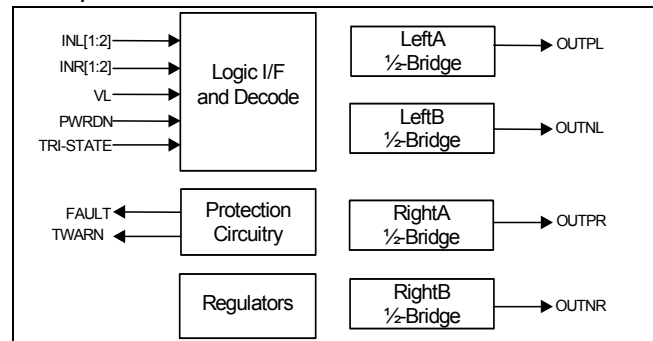 INL[1:2]
INR[1:2]
VL
PWRDN
TRI-STATE
Logic I/F
and Decode
LeftA
½-Bridge
OUTPL
LeftB
½-Bridge
OUTNL
FAULT
TWARN
Protection
Circuitry
RightA
½-Bridge
OUTPR
Regulators
RightB
½-Bridge
OUTNR